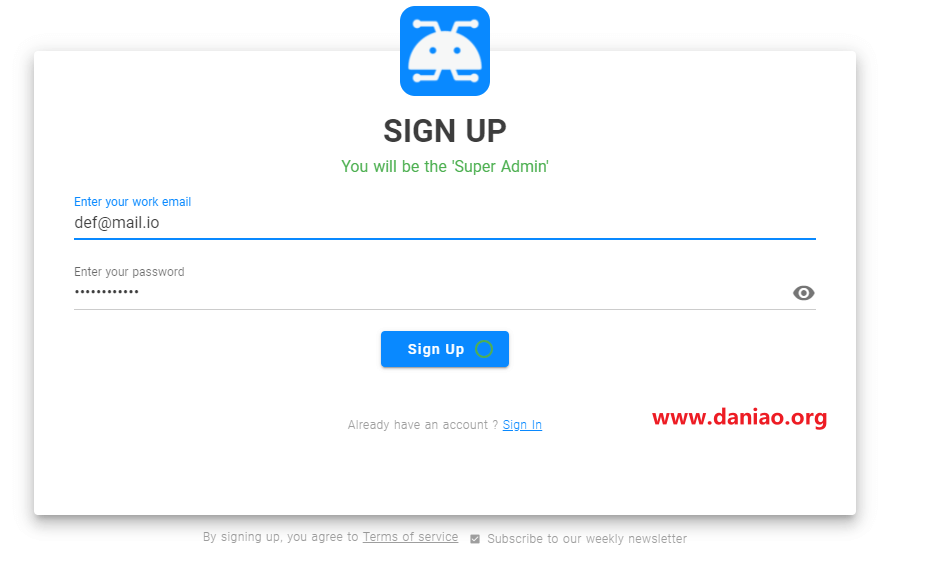 SIGN UP
You will be the 'Super Admin'
Enter your work email
def@mail.io
Enter your password
••••••••••••
Sign Up
Already have an account ? Sign In
www.daniao.org
By signing up, you agree to Terms of service
Subscribe to our weekly newsletter